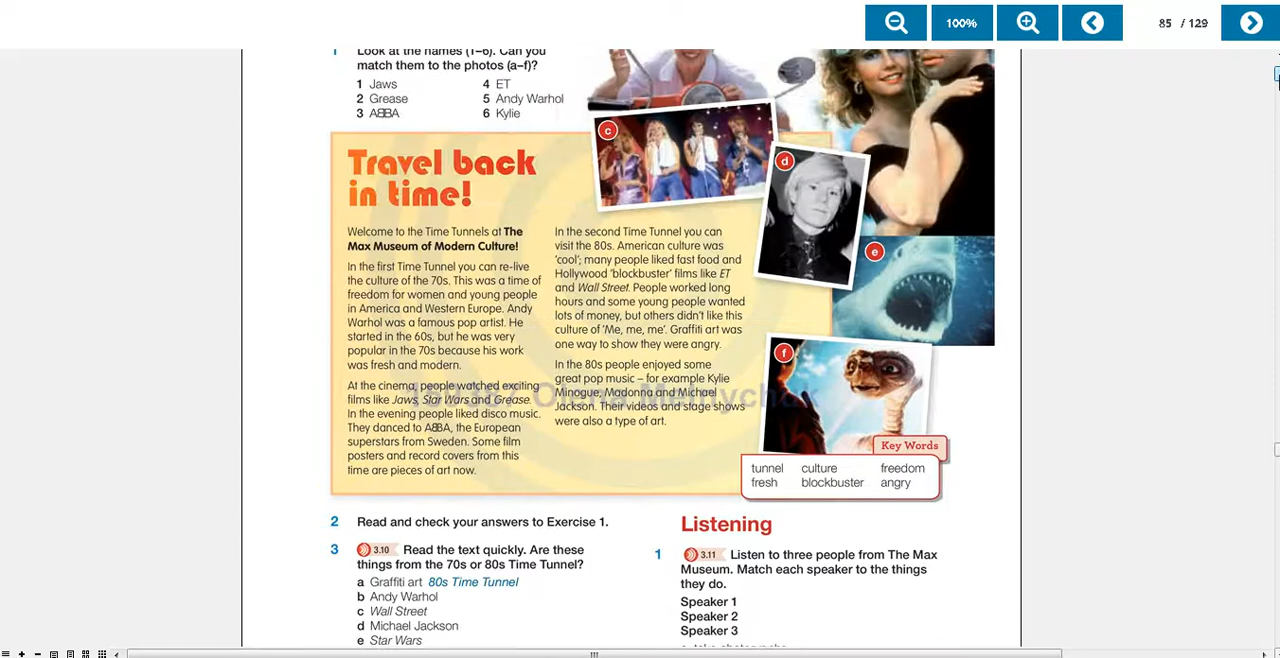 100%
85 / 129
1 Look at the names (1–6). Can you
match them to the photos (a–f)?
1 Jaws
2 Grease
3 ABBA
4 ET
5 Andy Warhol
6 Kylie
c
d
e
f
Travel back
in time!
Welcome to the Time Tunnels at The
Max Museum of Modern Culture!
In the first Time Tunnel you can re-live
the culture of the 70s. This was a time of
freedom for women and young people
in America and Western Europe. Andy
Warhol was a famous pop artist. He
started in the 60s, but he was very
popular in the 70s because his work
was fresh and modern.
At the cinema, people watched exciting
films like Jaws, Star Wars and Grease.
In the evening people liked disco music.
They danced to ABBA, the European
superstars from Sweden. Some film
posters and record covers from this
time are pieces of art now.
In the second Time Tunnel you can
visit the 80s. American culture was
‘cool’; many people liked fast food and
Hollywood ‘blockbuster’ films like ET
and Wall Street. People worked long
hours and some young people wanted
lots of money, but others didn’t like this
culture of ‘Me, me, me’. Graffiti art was
one way to show they were angry.
In the 80s people enjoyed some
great pop music – for example Kylie
Minogue, Madonna and Michael
Jackson. Their videos and stage shows
were also a type of art.
Olena Melnychak
Key Words
tunnel culture freedom
fresh blockbuster angry
2 Read and check your answers to Exercise 1.
3 3.10 Read the text quickly. Are these
things from the 70s or 80s Time Tunnel?
a Graffiti art 80s Time Tunnel
b Andy Warhol
c Wall Street
d Michael Jackson
e Star Wars
Listening
1 3.11 Listen to three people from The Max
Museum. Match each speaker to the things
they do.
Speaker 1
Speaker 2
Speaker 3